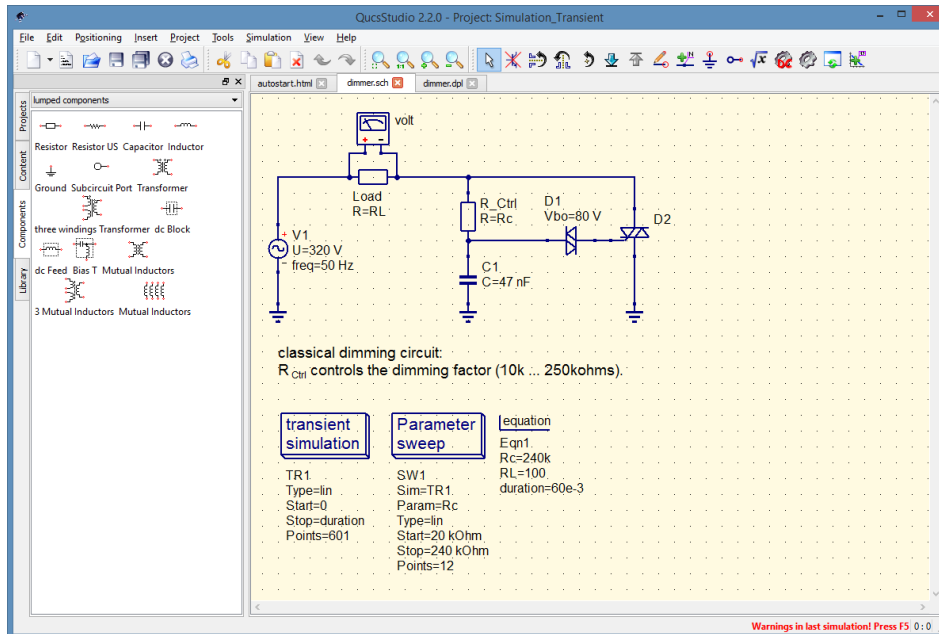 QucsStudio 2.2.0 - Project: Simulation_Transient
File Edit Positioning Insert Project Tools Simulation View Help
lumped components
autostart.html dimmer.sch dimmer.dpl
Projects
Content
Components
Library
Resistor Resistor US Capacitor Inductor
Ground Subcircuit Port Transformer
three windings Transformer dc Block
dc Feed Bias T Mutual Inductors
3 Mutual Inductors Mutual Inductors
volt
Load
R=RL
R_Ctrl
R=Rc
D1
Vbo=80 V
D2
V1
U=320 V
freq=50 Hz
C1
C=47 nF
classical dimming circuit:
R Ctrl controls the dimming factor (10k ... 250kohms).
transient
simulation
TR1
Type=lin
Start=0
Stop=duration
Points=601
Parameter
sweep
SW1
Sim=TR1
Param=Rc
Type=lin
Start=20 kOhm
Stop=240 kOhm
Points=12
equation
Eqn1
Rc=240k
RL=100
duration=60e-3
Warnings in last simulation! Press F5 0 : 0